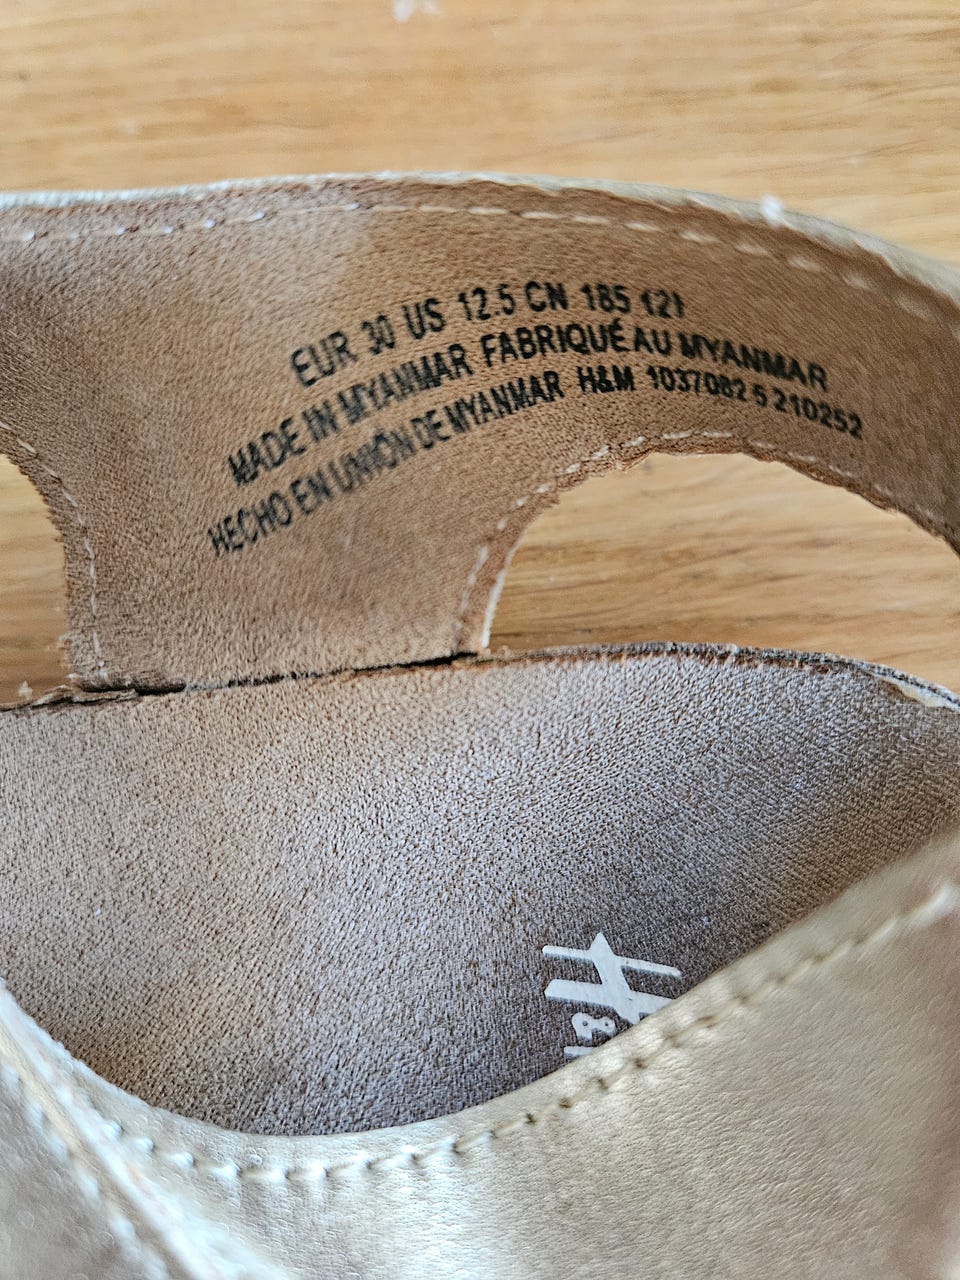 EUR 30 US 12.5 CN 185 (2)
MADE IN MYANMAR FABRIQUÉ AU MYANMAR
HECHO EN UNIÓN DE MYANMAR H&M 1037082 5 210252
H&